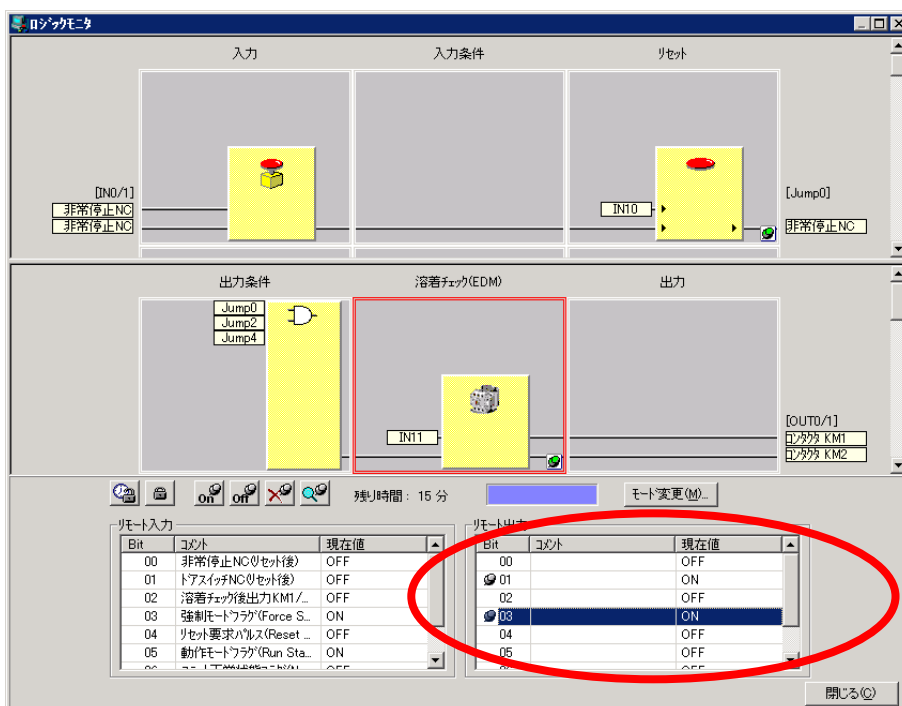 ﾛｼﾞｯｸﾓﾆﾀ
入力 入力条件 ﾘｾｯﾄ
[IN0/1]
非常停止NC
非常停止NC
IN10
[Jump0]
非常停止NC
出力条件 溶着ﾁｪｯｸ(EDM) 出力
Jump0
Jump2
Jump4
IN11
[OUT0/1]
ｺﾝﾀｸﾀ KM1
ｺﾝﾀｸﾀ KM2
on off 残り時間： 15 分 ﾓｰﾄﾞ変更(M)...
ﾘﾓｰﾄ入力
Bit ｺﾒﾝﾄ 現在値
00 非常停止NC(ﾘｾｯﾄ後) OFF
01 ﾄﾞｱｽｲｯﾁNC(ﾘｾｯﾄ後) OFF
02 溶着ﾁｪｯｸ後出力KM1/... OFF
03 強制ﾓｰﾄﾞﾌﾗｸﾞ(Force S... ON
04 ﾘｾｯﾄ要求ﾊﾟﾙｽ(Reset ... OFF
05 動作ﾓｰﾄﾞﾌﾗｸﾞ(Run Sta... ON
ﾘﾓｰﾄ出力
Bit ｺﾒﾝﾄ 現在値
00 OFF
01 ON
02 OFF
03 ON
04 OFF
05 OFF
閉じる(C)